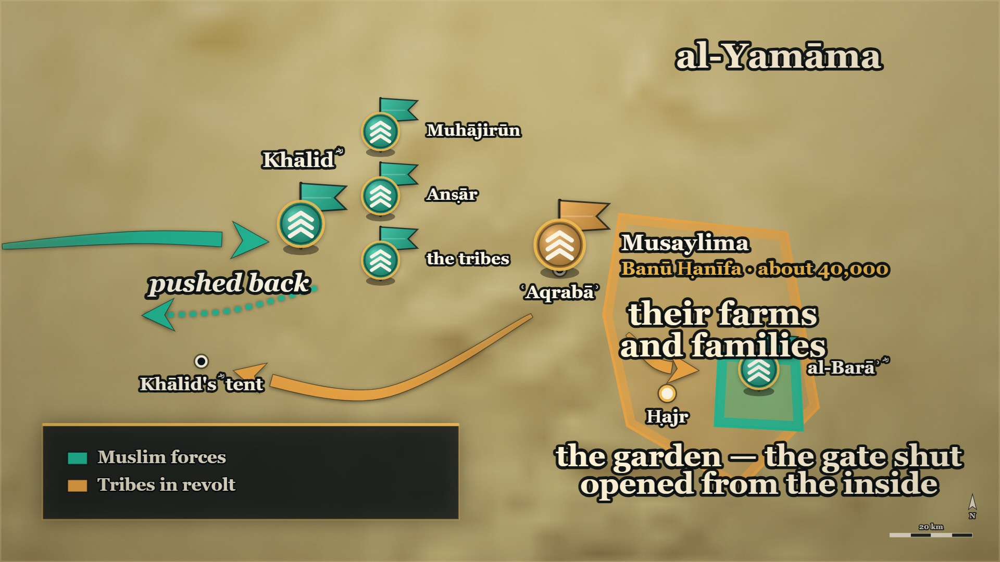 al-Yamāma
Muhājirūn
Khālidؓ
Anṣār
Musaylima
the tribes
Banū Ḥanīfa · about 40,000
pushed back
ʿAqrabāʾ
their farms
and families
al-Barāʾؓ
Khālid'sؓ tent
Ḥajr
Muslim forces
the garden — the gate shut
Tribes in revolt
opened from the inside
N
20 km